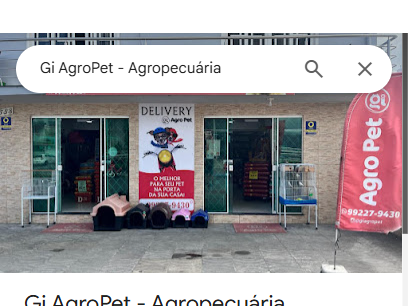 Gi AgroPet - Agropecuária
DELIVERY
Agro Pet
O MELHOR
PARA SEU PET
NA PORTA
DA SUA CASA!
-9430
Agro Pet
99227-9430
Gi AgroPet - Agropecuária